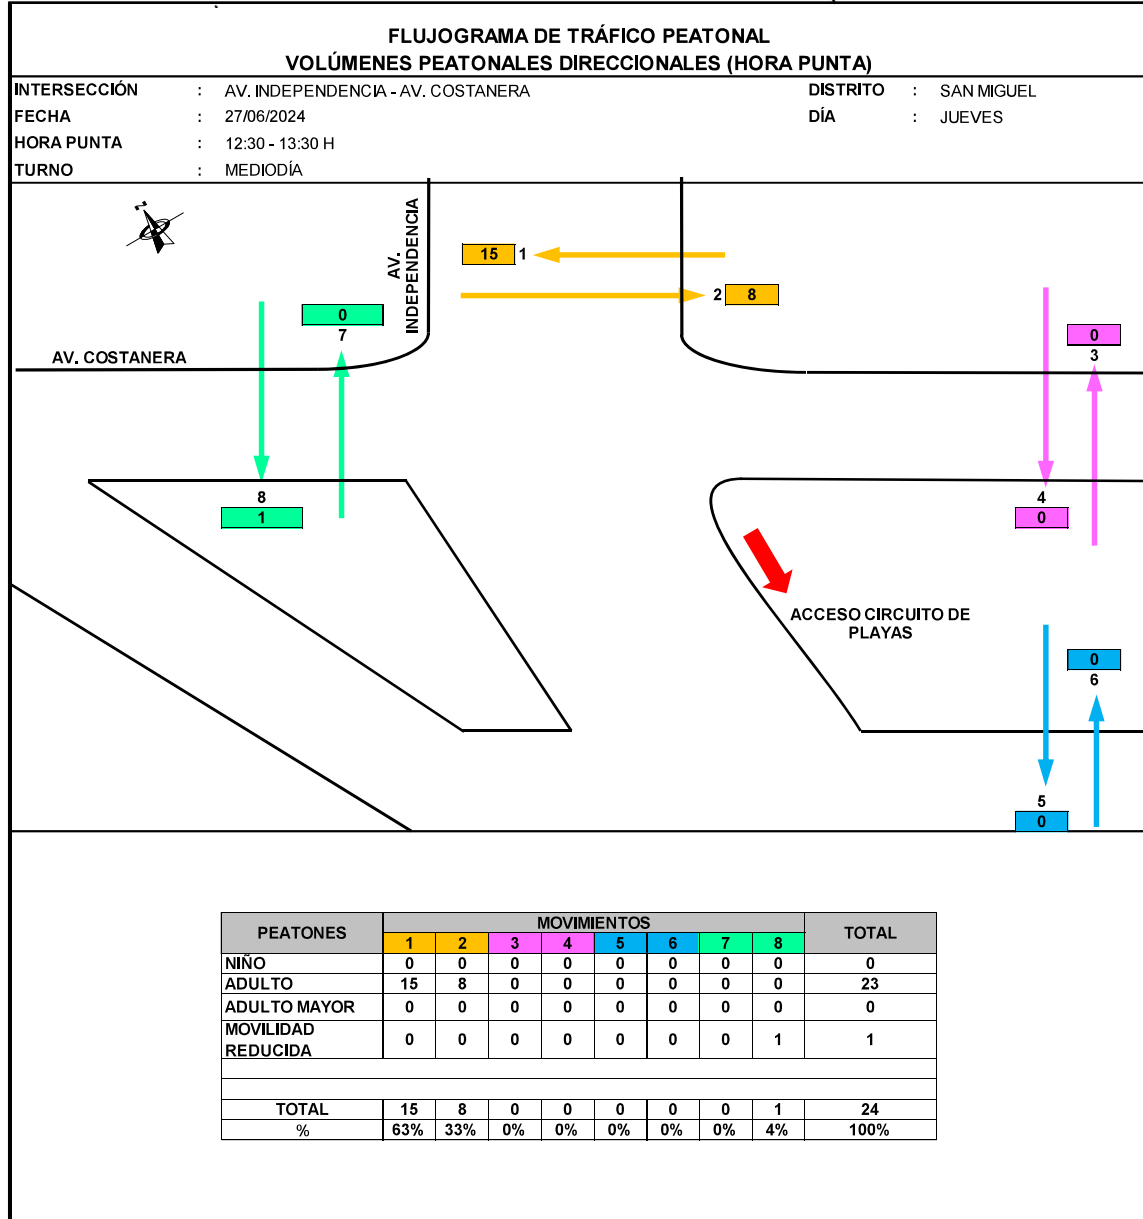 FLUJOGRAMA DE TRÁFICO PEATONAL
VOLÚMENES PEATONALES DIRECCIONALES (HORA PUNTA)
INTERSECCIÓN : AV. INDEPENDENCIA - AV. COSTANERA DISTRITO : SAN MIGUEL
FECHA : 27/06/2024 DÍA : JUEVES
HORA PUNTA : 12:30 - 13:30 H
TURNO : MEDIODÍA
AV.
INDEPENDENCIA
15 1
2 8
0
7
0
3
AV. COSTANERA
8
1
4
0
ACCESO CIRCUITO DE
PLAYAS
0
6
5
0
PEATONES MOVIMIENTOS TOTAL
1 2 3 4 5 6 7 8
NIÑO 0 0 0 0 0 0 0 0 0
ADULTO 15 8 0 0 0 0 0 0 23
ADULTO MAYOR 0 0 0 0 0 0 0 0 0
MOVILIDAD
REDUCIDA 0 0 0 0 0 0 0 1 1
TOTAL 15 8 0 0 0 0 0 1 24
% 63% 33% 0% 0% 0% 0% 0% 4% 100%